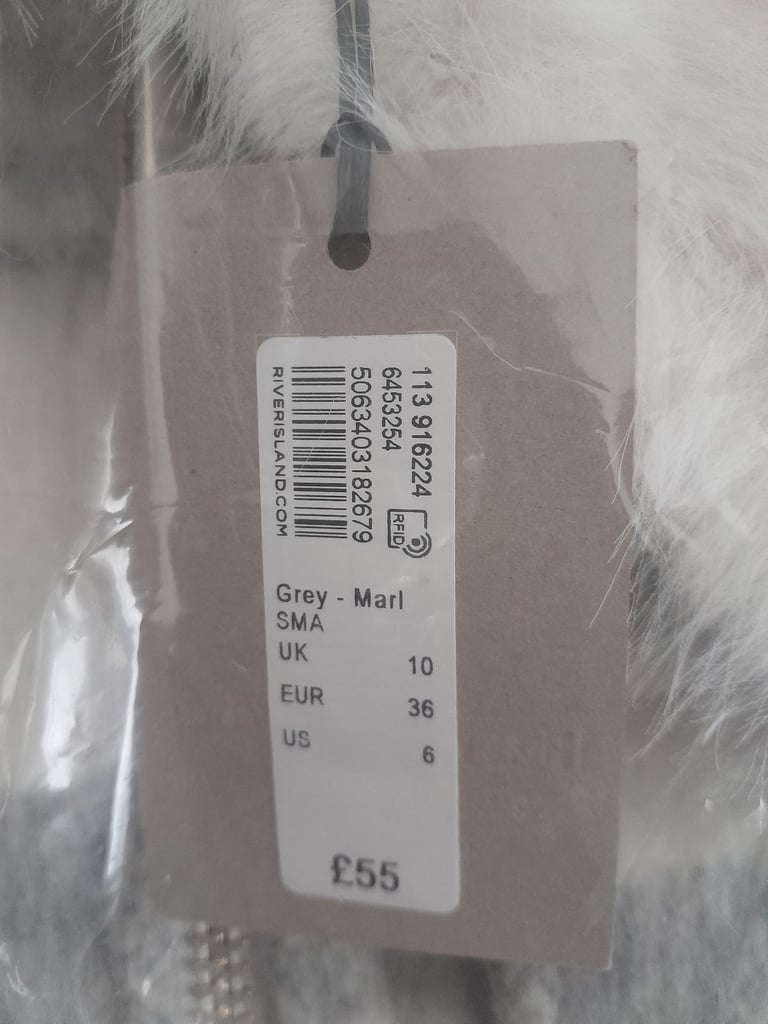 113 916224
6453254
RFID
5063403182679
RIVERISLAND.COM
Grey - Marl
SMA
UK 10
EUR 36
US 6
£55